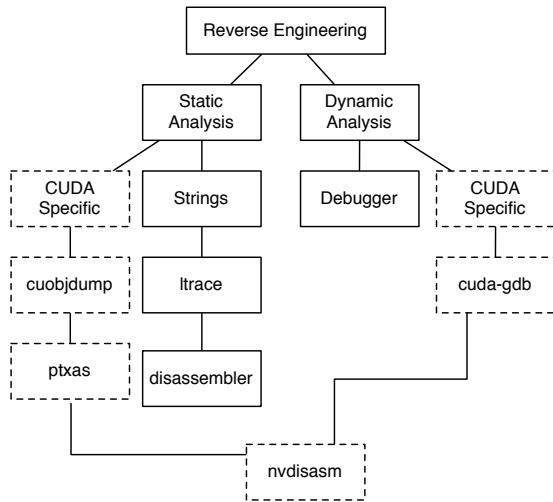 Reverse Engineering
Static
Analysis
Dynamic
Analysis
CUDA
Specific
Strings
Debugger
CUDA
Specific
cuobjdump
ltrace
cuda-gdb
ptxas
disassembler
nvdisasm